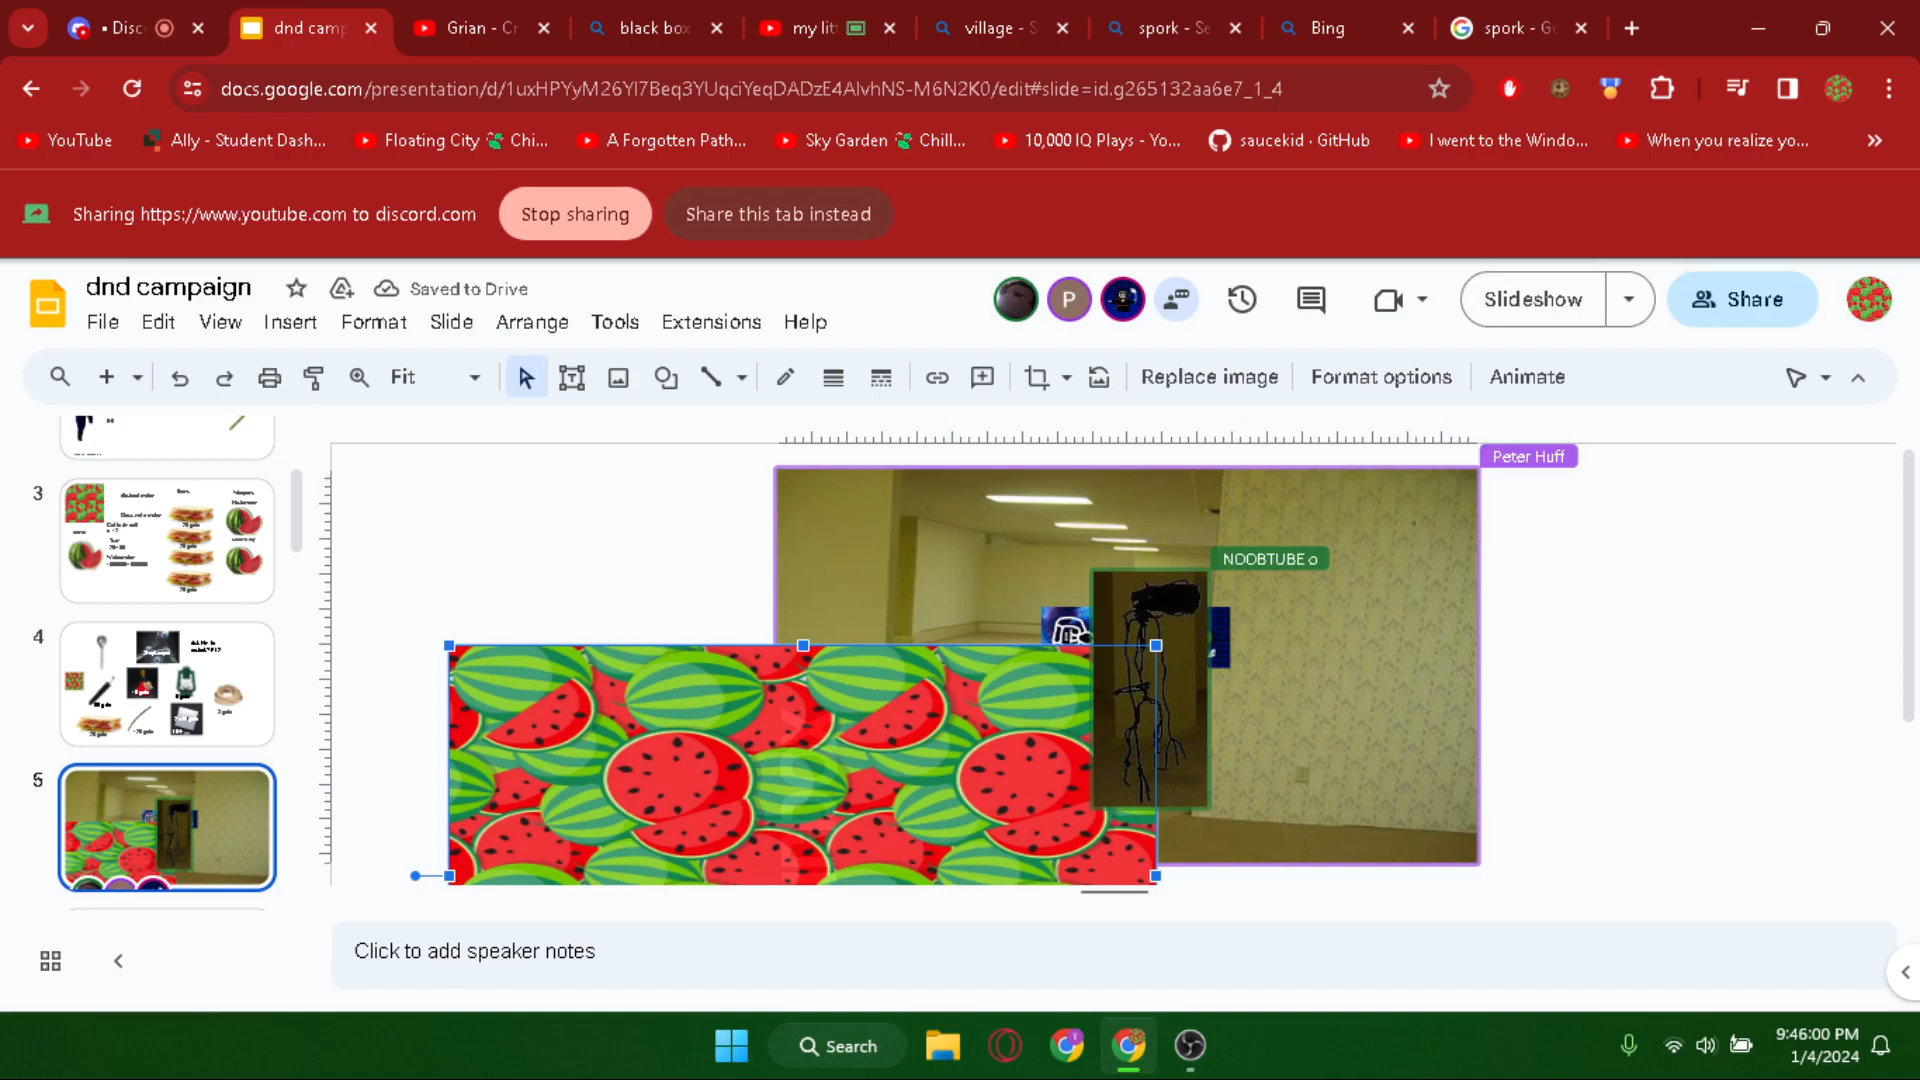 ▪ Disc
dnd camp
Grian - Cr
black box
my lit
village - S
spork - Se
Bing
spork - Go
docs.google.com/presentation/d/1uxHPYyM26Yl7Beq3YUqciYeqDADzE4AlvhNS-M6N2K0/edit#slide=id.g265132aa6e7_1_4
YouTube
Ally - Student Dash...
Floating City 🐲 Chi...
A Forgotten Path...
Sky Garden 🐲 Chill...
10,000 IQ Plays - Yo...
saucekid · GitHub
I went to the Windo...
When you realize yo...
Sharing https://www.youtube.com to discord.com
Stop sharing
Share this tab instead
dnd campaign
Saved to Drive
File Edit View Insert Format Slide Arrange Tools Extensions Help
P
Slideshow
Share
Fit
Replace image
Format options
Animate
Peter Huff
NOOBTUBE o
3
4
5
Click to add speaker notes
Search
9:46:00 PM
1/4/2024